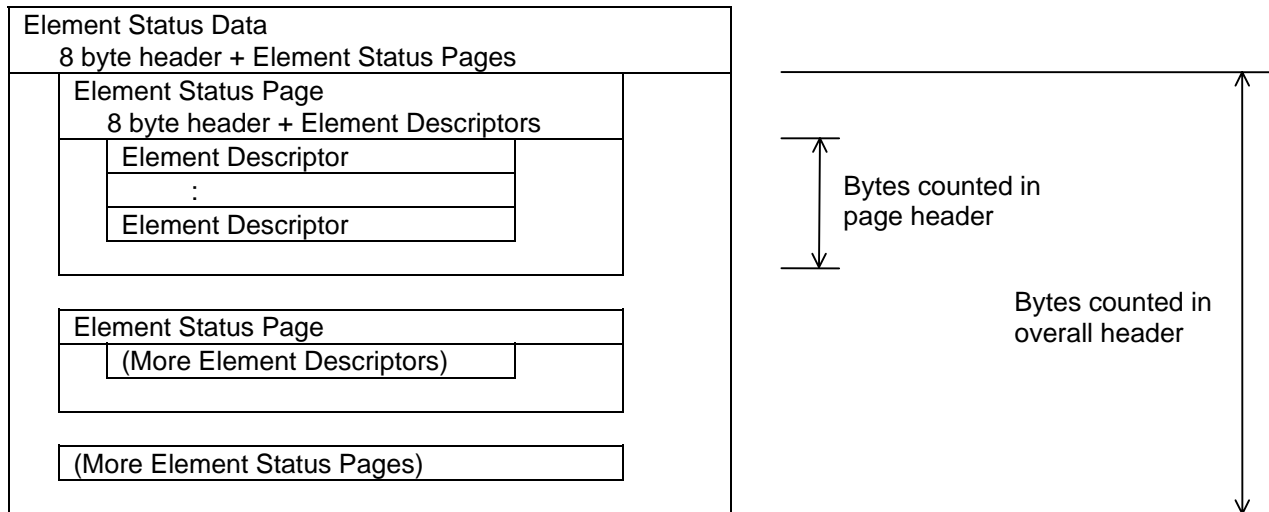 Element Status Data
8 byte header + Element Status Pages
Element Status Page
8 byte header + Element Descriptors
Element Descriptor
:
Element Descriptor
Bytes counted in
page header
Element Status Page
(More Element Descriptors)
Bytes counted in
overall header
(More Element Status Pages)